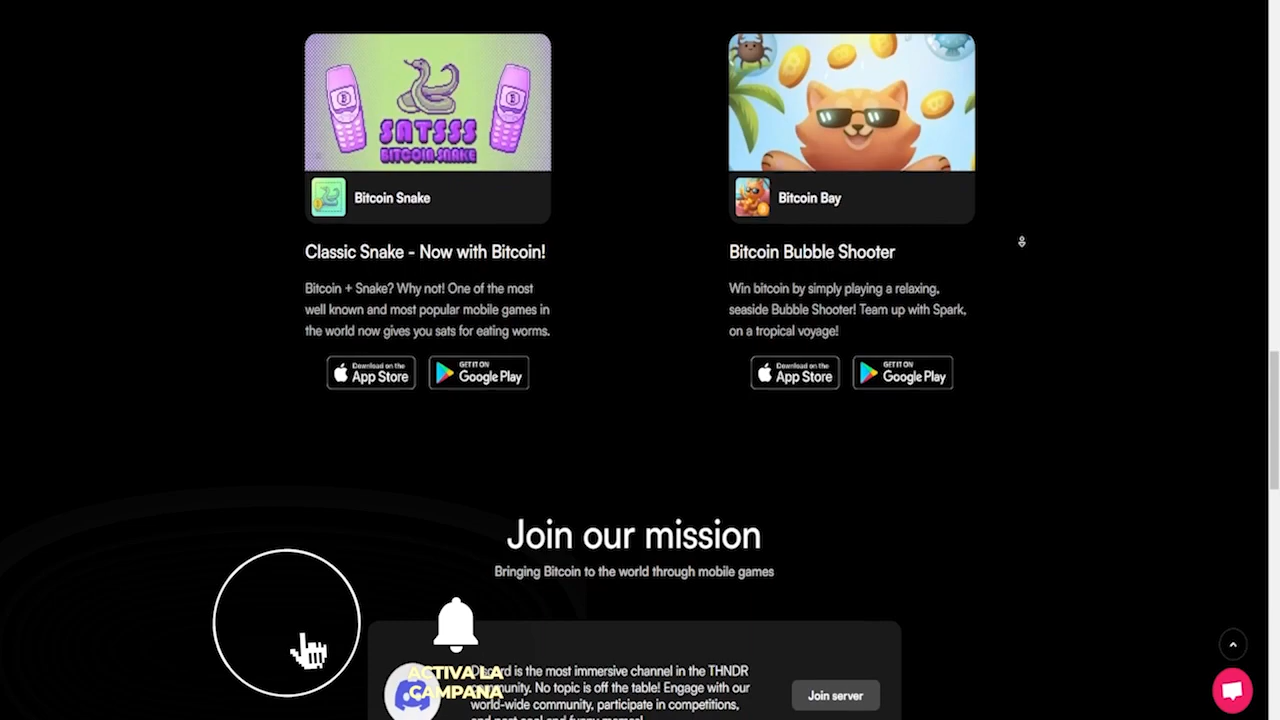 SATSSS
BITCOIN SNAKE
Bitcoin Snake
Bitcoin Bay
Classic Snake - Now with Bitcoin!
Bitcoin + Snake? Why not! One of the most
well known and most popular mobile games in
the world now gives you sats for eating worms.
Download on the
App Store
GET IT ON
Google Play
Bitcoin Bubble Shooter
Win bitcoin by simply playing a relaxing,
seaside Bubble Shooter! Team up with Spark,
on a tropical voyage!
Download on the
App Store
GET IT ON
Google Play
Join our mission
Bringing Bitcoin to the world through mobile games
ACTIVA LA
CAMPANA
Discord is the most immersive channel in the THNDR
community. No topic is off the table! Engage with our
world-wide community, participate in competitions,
Join server